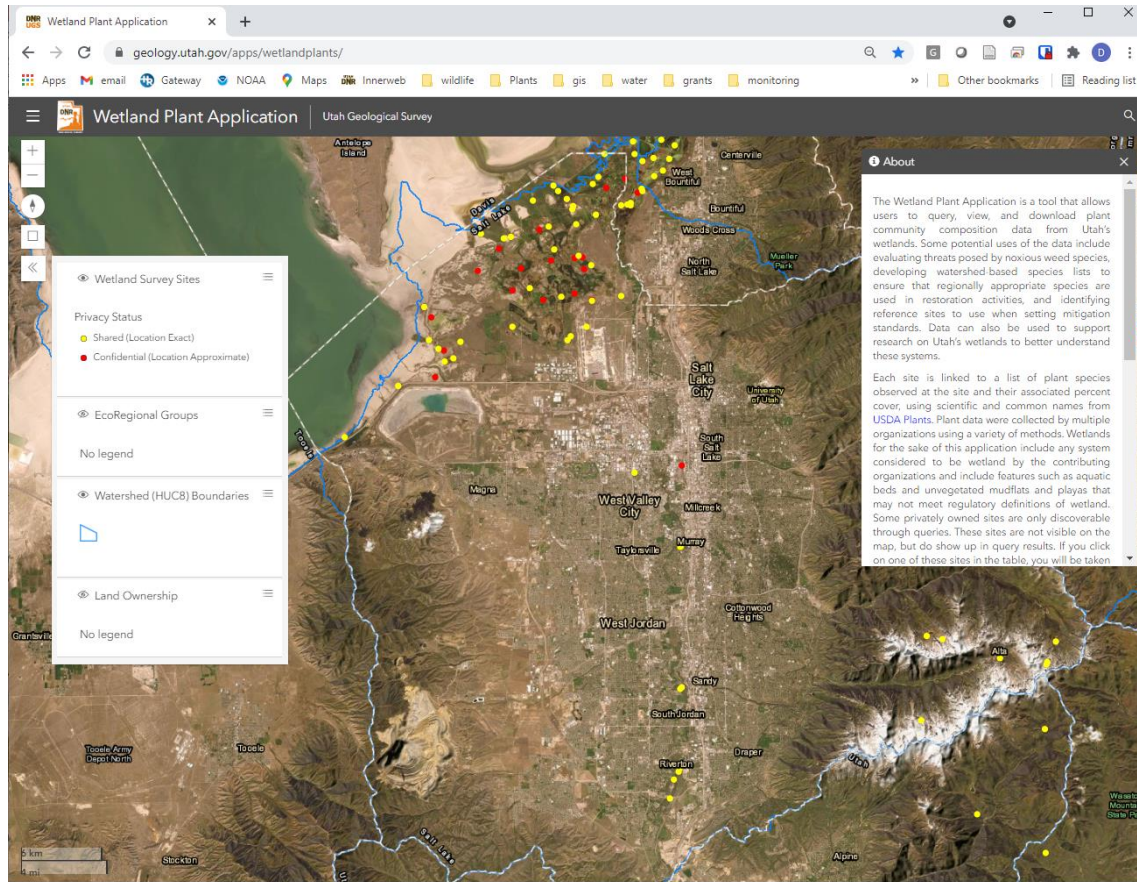 DNR
UGS
Wetland Plant Application
geology.utah.gov/apps/wetlandplants/
G
D
Apps
email
Gateway
NOAA
Maps
DNR
Innerweb
wildlife
Plants
gis
water
grants
monitoring
»
Other bookmarks
Reading list
DNR
Wetland Plant Application
Utah Geological Survey
About
The Wetland Plant Application is a tool that allows
users to query, view, and download plant
community composition data from Utah's
wetlands. Some potential uses of the data include
evaluating threats posed by noxious weed species,
developing watershed-based species lists to
ensure that regionally appropriate species are
used in restoration activities, and identifying
reference sites to use when setting mitigation
standards. Data can also be used to support
research on Utah's wetlands to better understand
these systems.
Each site is linked to a list of plant species
observed at the site and their associated percent
cover, using scientific and common names from
USDA Plants. Plant data were collected by multiple
organizations using a variety of methods. Wetlands
for the sake of this application include any system
considered to be wetland by the contributing
organizations and include features such as aquatic
beds and unvegetated mudflats and playas that
may not meet regulatory definitions of wetland.
Some privately owned sites are only discoverable
through queries. These sites are not visible on the
map, but do show up in query results. If you click
on one of these sites in the table, you will be taken
Wetland Survey Sites
Privacy Status
Shared (Location Exact)
Confidential (Location Approximate)
EcoRegional Groups
No legend
Watershed (HUC8) Boundaries
Land Ownership
No legend
Antelope
Island
Centerville
West
Bountiful
Bountiful
Davis
Salt Lake
Woods Cross
North
Salt Lake
Mueller
Park
Salt
Lake
City
University
of Utah
Tooele
South
Salt
Lake
Magna
West Valley
City
Millcreek
Taylorsville
Murray
Cottonwood
Heights
West Jordan
Grantsville
Alta
Sandy
South Jordan
Tooele Army
Depot North
Tooele
Draper
Utah
Riverton
Salt Lake
Stockton
Alpine
5 km
4 mi